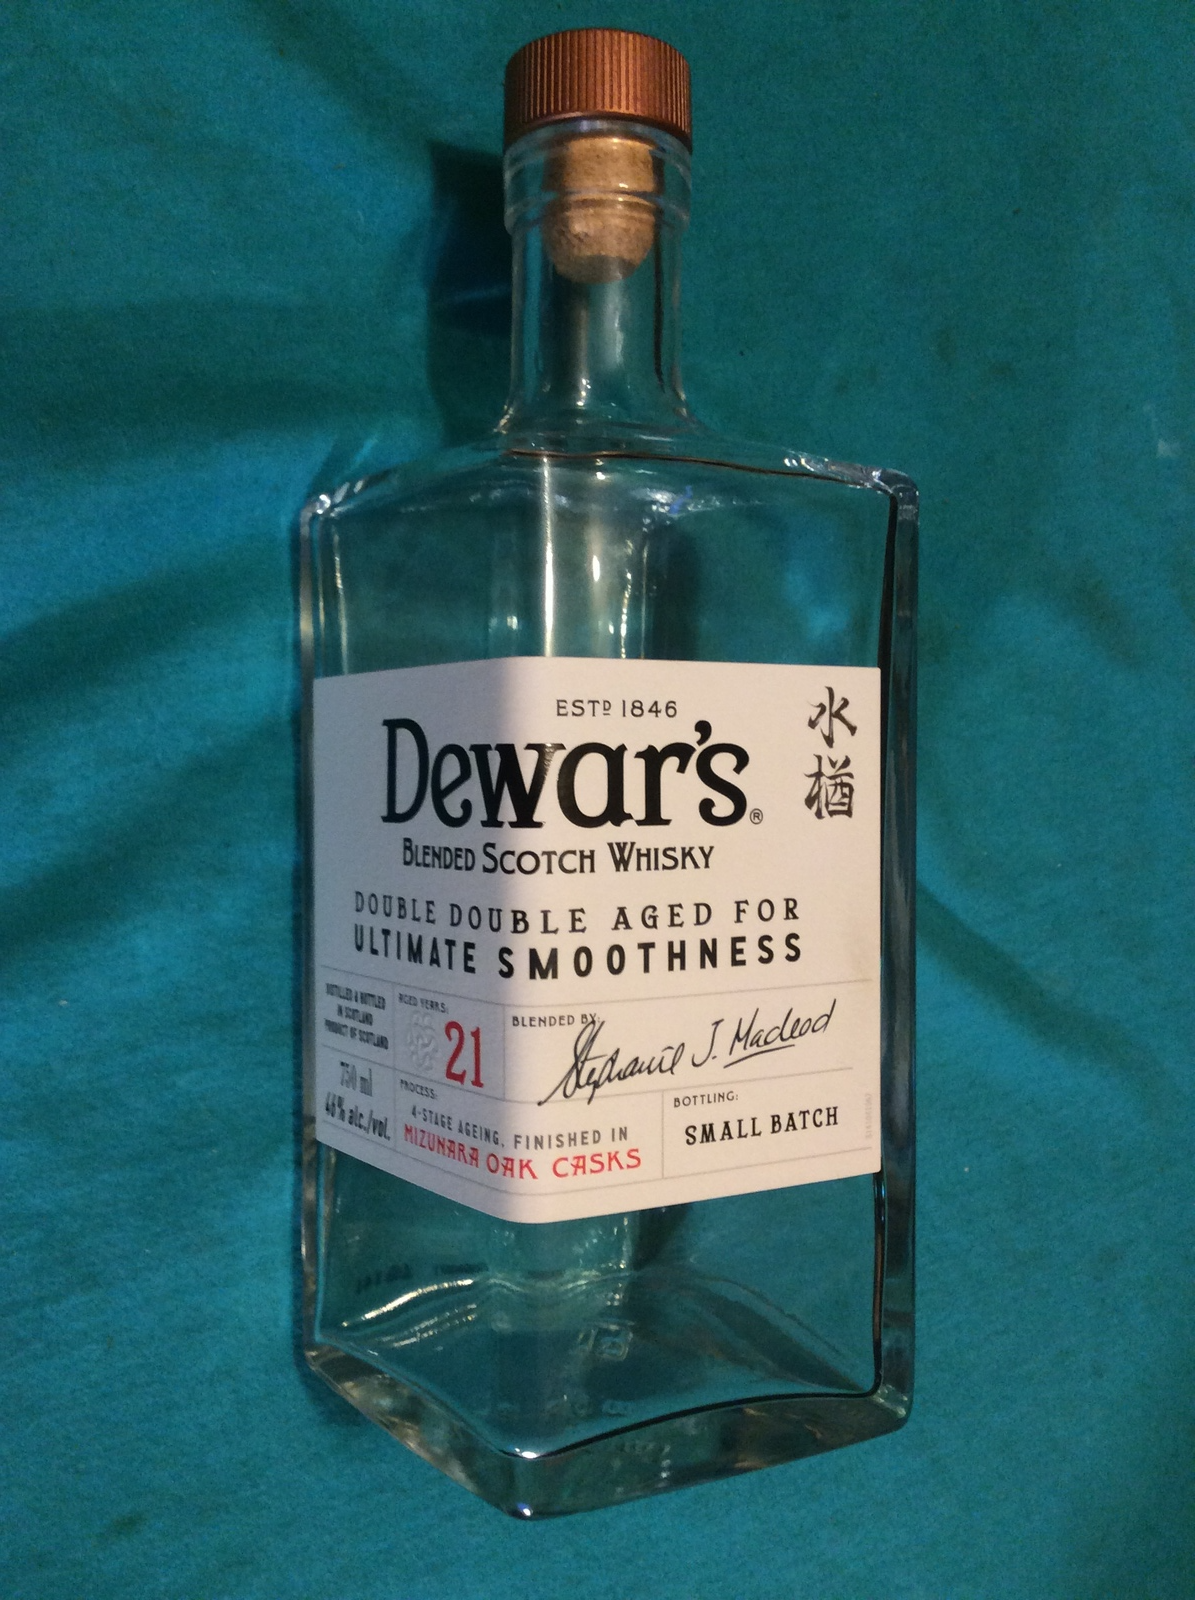 ESTD 1846
Dewar's®
BLENDED SCOTCH WHISKY
水
楢
DOUBLE DOUBLE AGED FOR
ULTIMATE SMOOTHNESS
DISTILLED & BOTTLED
IN SCOTLAND
PRODUCT OF SCOTLAND
750 ml
46% alc./vol.
AGED YEARS:
21
BLENDED BY:
Stephanie J. Macleod
PROCESS:
4-STAGE AGEING, FINISHED IN
MIZUNARA OAK CASKS
BOTTLING:
SMALL BATCH